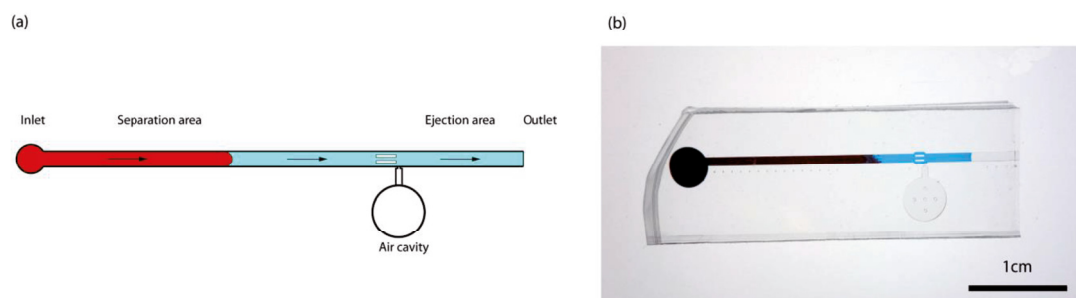 (a)
(b)
Inlet
Separation area
Ejection area
Outlet
Air cavity
1cm